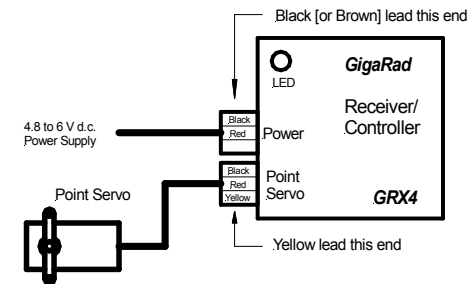 Black [or Brown] lead this end
GigaRad
LED
Receiver/
Controller
Black
Red
Power
4.8 to 6 V d.c.
Power Supply
Black
Red
Yellow
Point
Servo
GRX4
Point Servo
Yellow lead this end